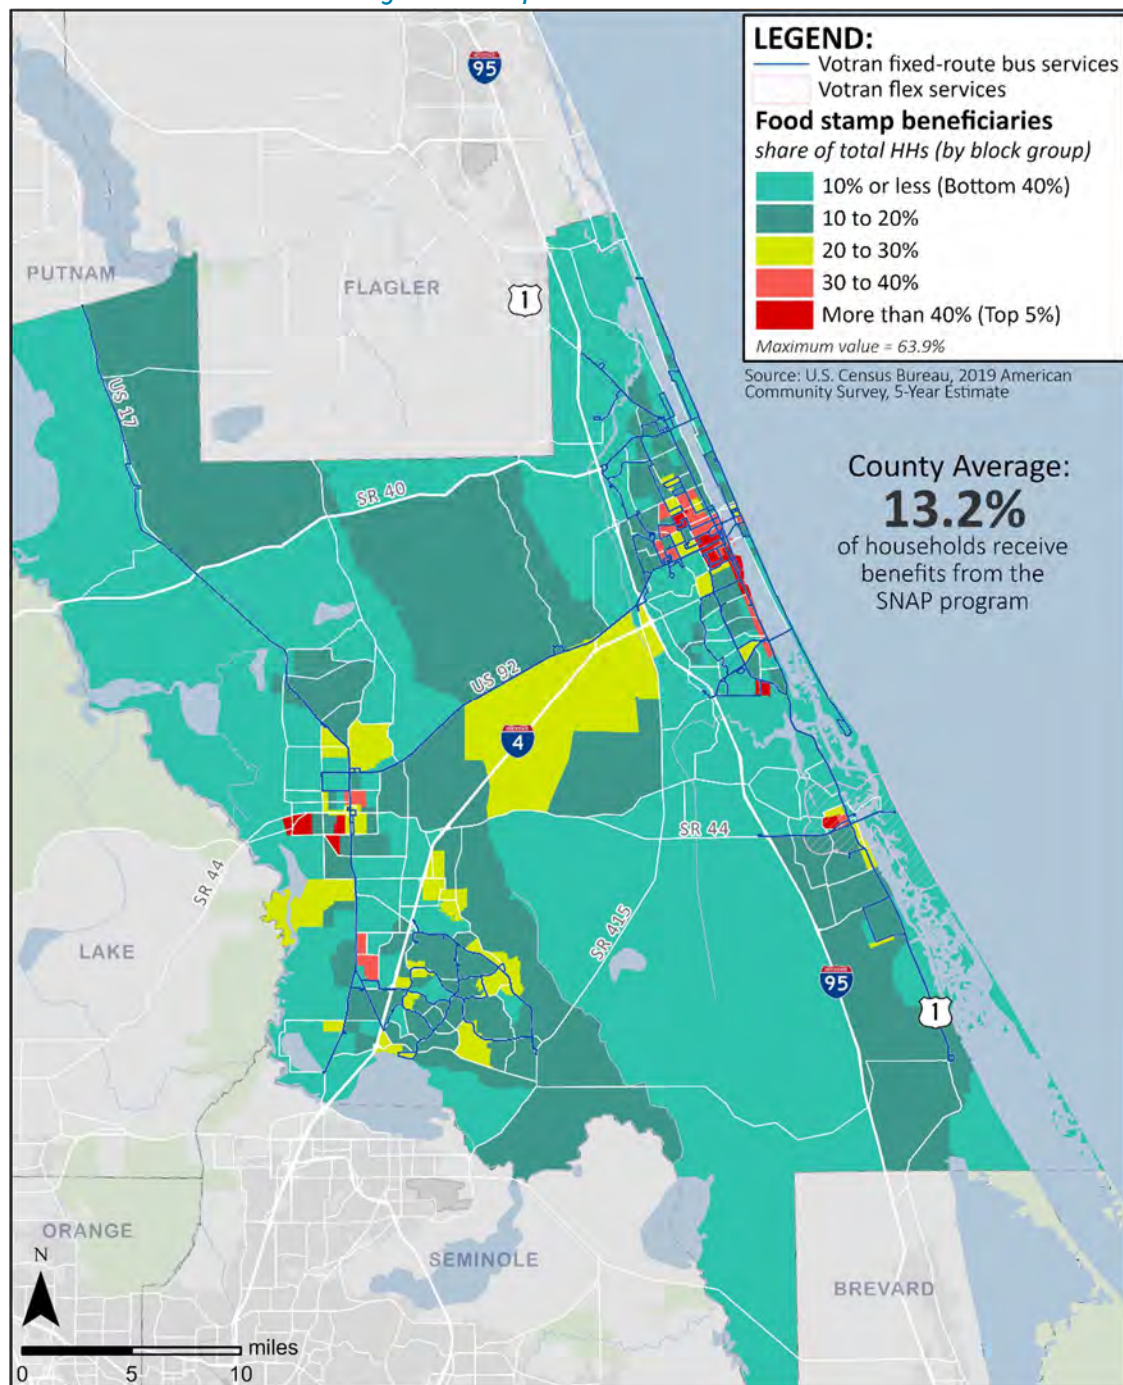 LEGEND:
Votran fixed-route bus services
Votran flex services
Food stamp beneficiaries
share of total HHs (by block group)
10% or less (Bottom 40%)
10 to 20%
20 to 30%
30 to 40%
More than 40% (Top 5%)
Maximum value = 63.9%
Source: U.S. Census Bureau, 2019 American
Community Survey, 5-Year Estimate
County Average:
13.2%
of households receive
benefits from the
SNAP program
95
PUTNAM
FLAGLER
1
US 17
SR 40
US 92
4
SR 44
SR 44
SR 415
LAKE
95
1
ORANGE
SEMINOLE
BREVARD
N
miles
0 5 10